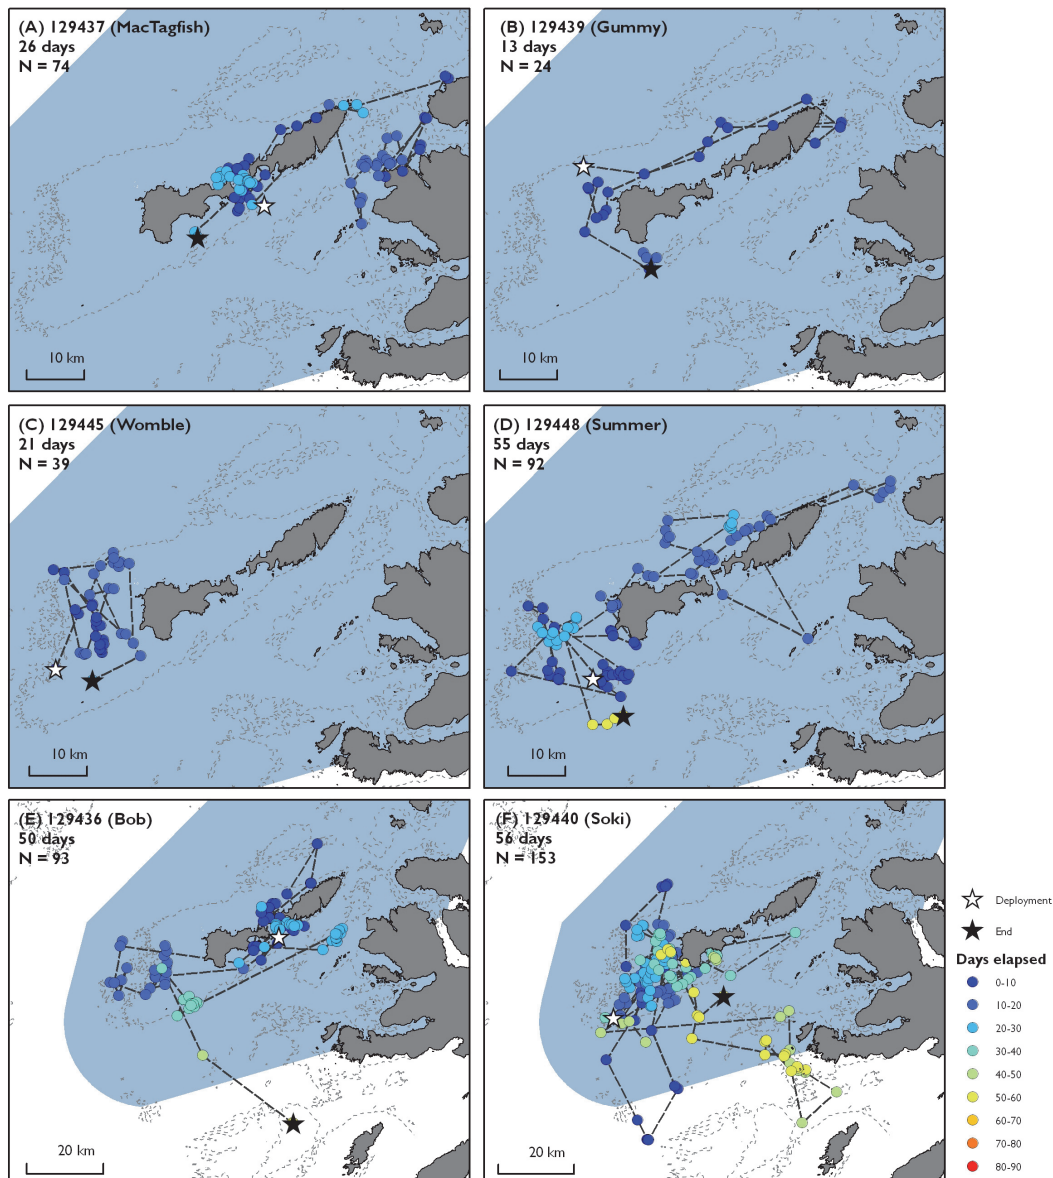 (A) 129437 (MacTagfish)
26 days
N = 74
10 km
(B) 129439 (Gummy)
13 days
N = 24
10 km
(C) 129445 (Womble)
21 days
N = 39
10 km
(D) 129448 (Summer)
55 days
N = 92
10 km
(E) 129436 (Bob)
50 days
N = 93
20 km
(F) 129440 (Soki)
56 days
N = 153
20 km
Deployment
End
Days elapsed
0-10
10-20
20-30
30-40
40-50
50-60
60-70
70-80
80-90